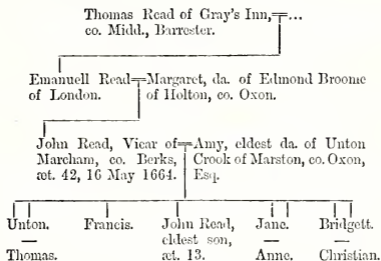 Thomas Read of Gray's Inn,=...
co. Midd., Barrester.
Emanuell Read=Margaret, da. of Edmond Broome
of London. of Holton, co. Oxon.
John Read, Vicar of=Amy, eldest da. of Unton
Marcham, co. Berks, Crook of Marston, co. Oxon,
æt. 42, 16 May 1664. Esq.
Unton. Francis. John Read, Jane. Bridgett.
— eldest son, — —
Thomas. æt. 13. Anne. Christian.